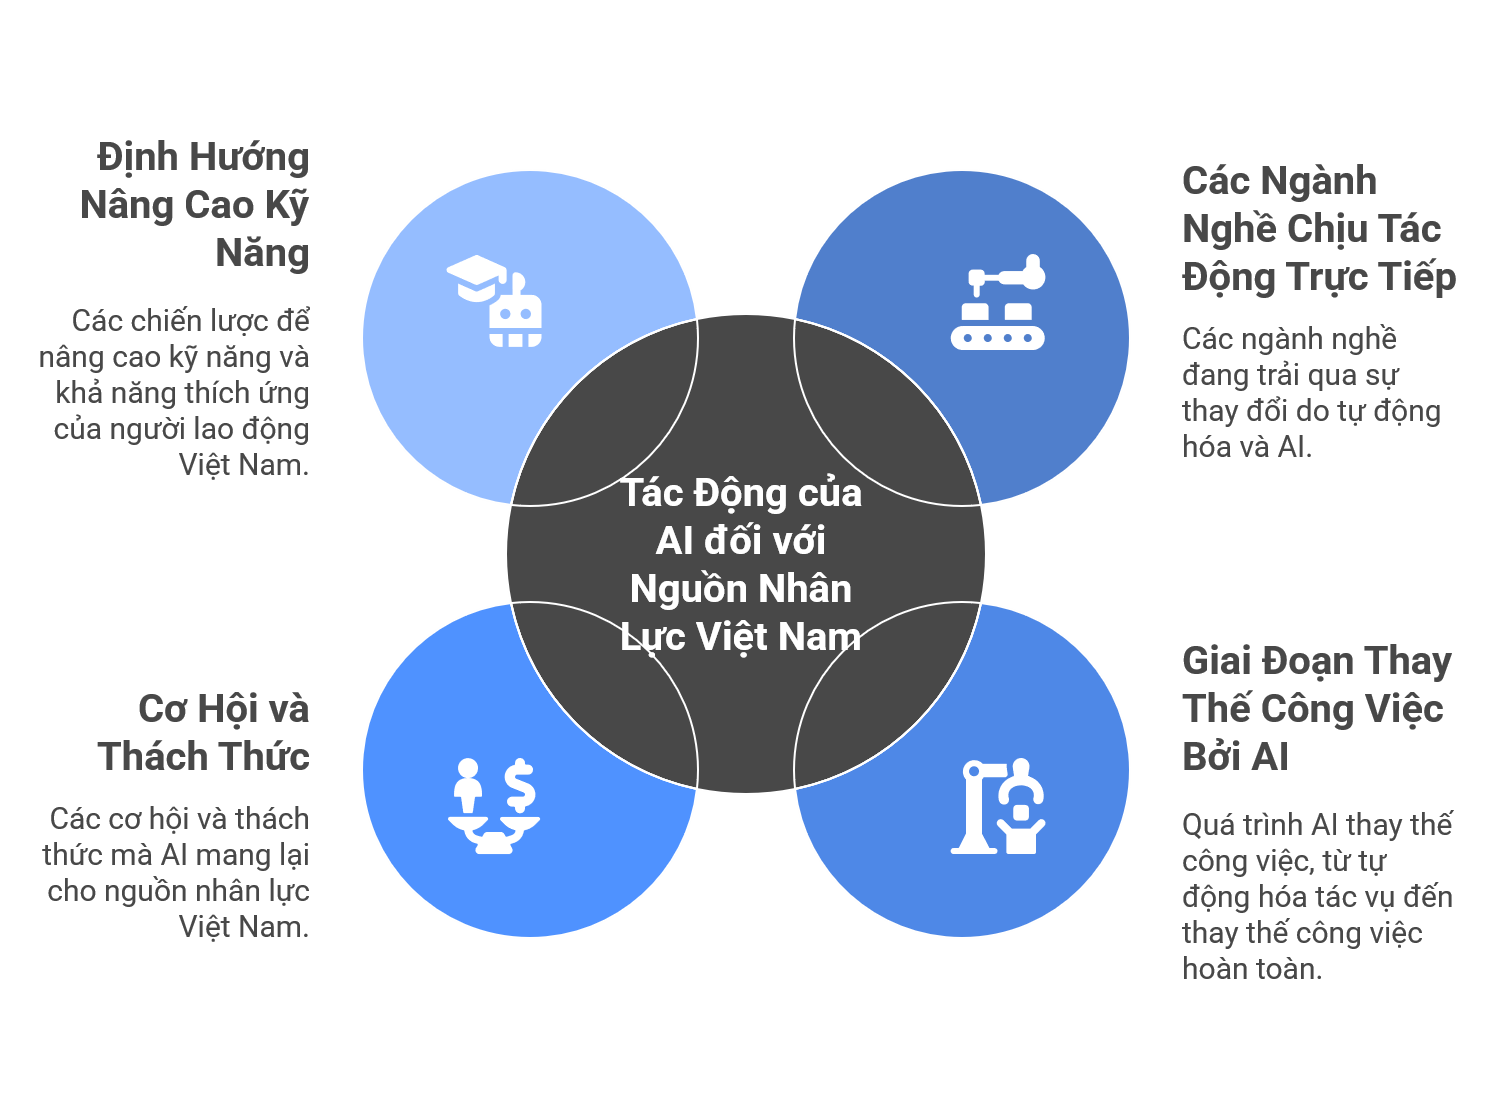 Định Hướng
Nâng Cao Kỹ
Năng
Các chiến lược để
nâng cao kỹ năng và
khả năng thích ứng
của người lao động
Việt Nam.
Các Ngành
Nghề Chịu Tác
Động Trực Tiếp
Các ngành nghề
đang trải qua sự
thay đổi do tự động
hóa và AI.
Tác Động của
AI đối với
Nguồn Nhân
Lực Việt Nam
Cơ Hội và
Thách Thức
Các cơ hội và thách
thức mà AI mang lại
cho nguồn nhân lực
Việt Nam.
Giai Đoạn Thay
Thế Công Việc
Bởi AI
Quá trình AI thay thế
công việc, từ tự
động hóa tác vụ đến
thay thế công việc
hoàn toàn.